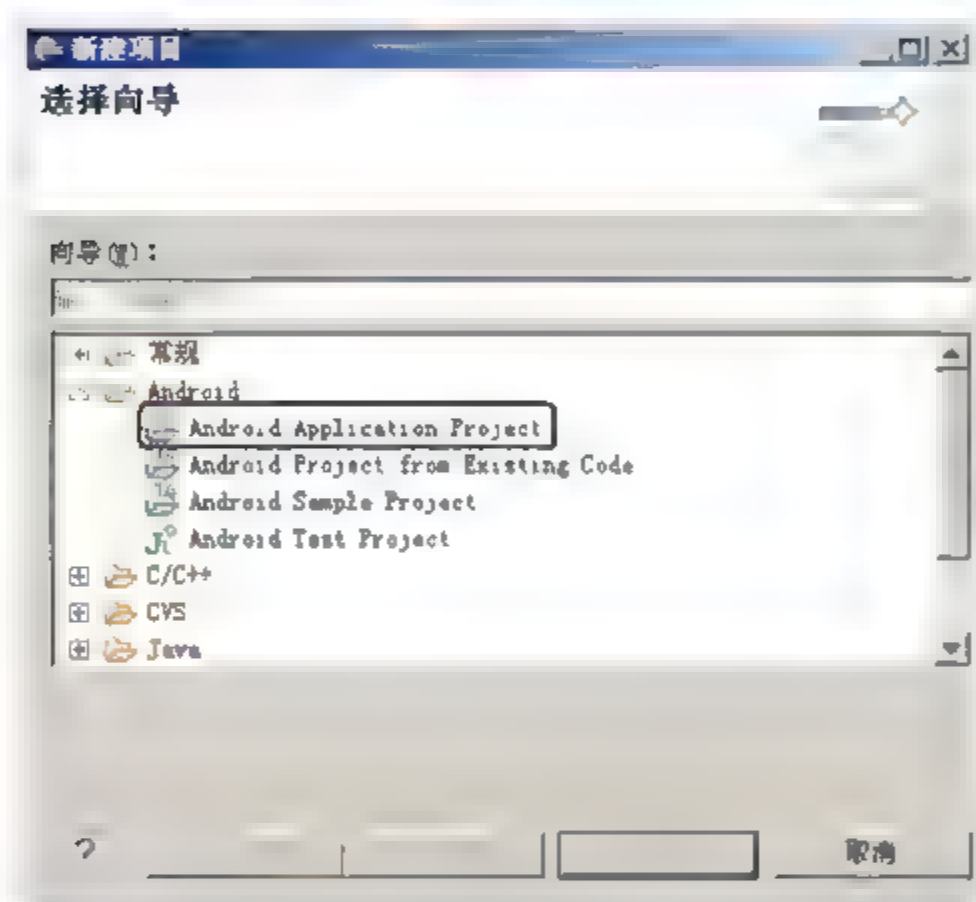 新建项目
选择向导
向导(W):
常规
Android
Android Application Project
Android Project from Existing Code
Android Sample Project
Android Test Project
C/C++
CVS
Java
?
取消